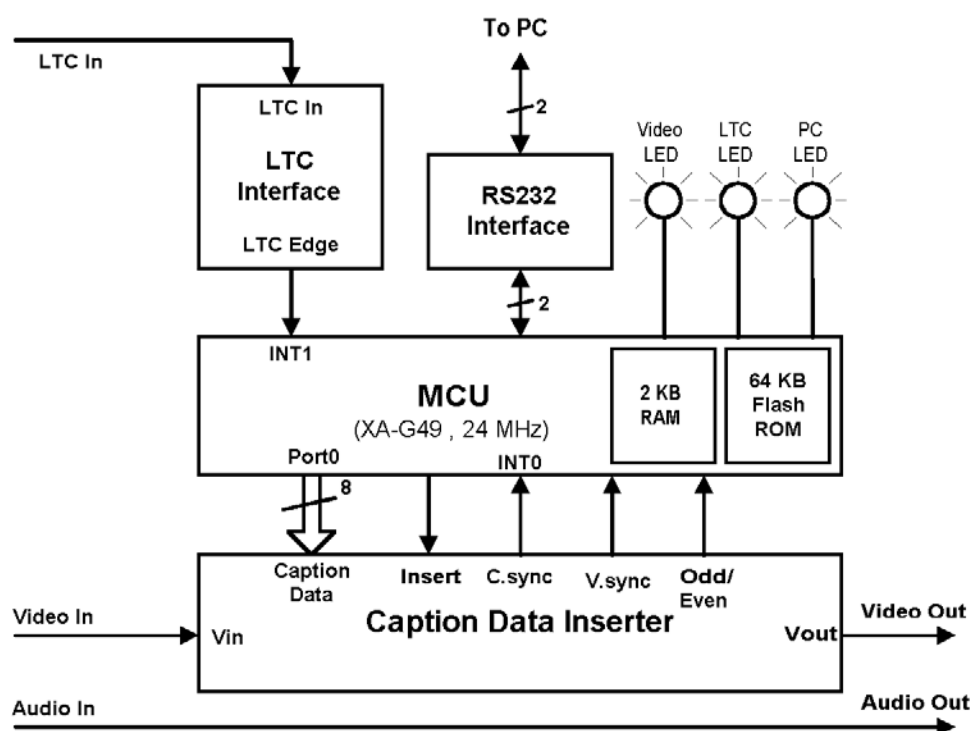 To PC
LTC In
LTC In
LTC
Interface
LTC Edge
2
RS232
Interface
2
Video
LED
LTC
LED
PC
LED
INT1
MCU
(XA-G49 , 24 MHz)
2 KB
RAM
64 KB
Flash
ROM
Port0
INT0
8
Caption
Data
Insert
C.sync
V.sync
Odd/
Even
Caption Data Inserter
Video In
Vin
Vout
Video Out
Audio In
Audio Out